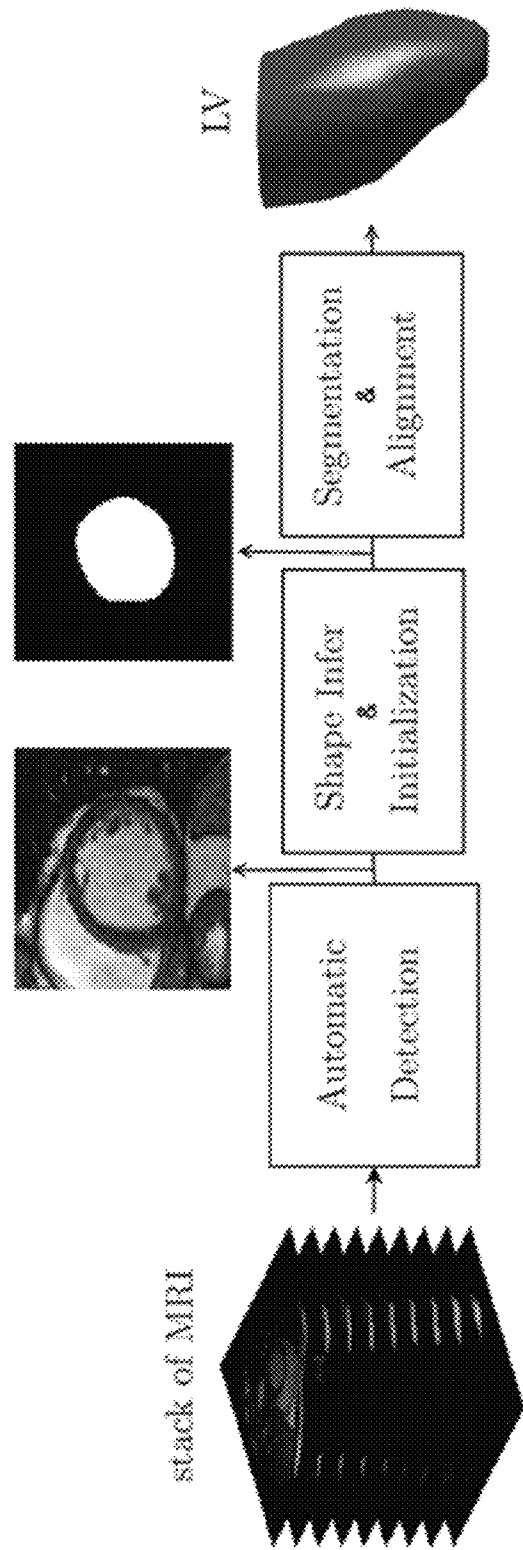 stack of MRI
Automatic
Detection
Shape Infer
&
Initialization
Segmentation
&
Alignment
LV